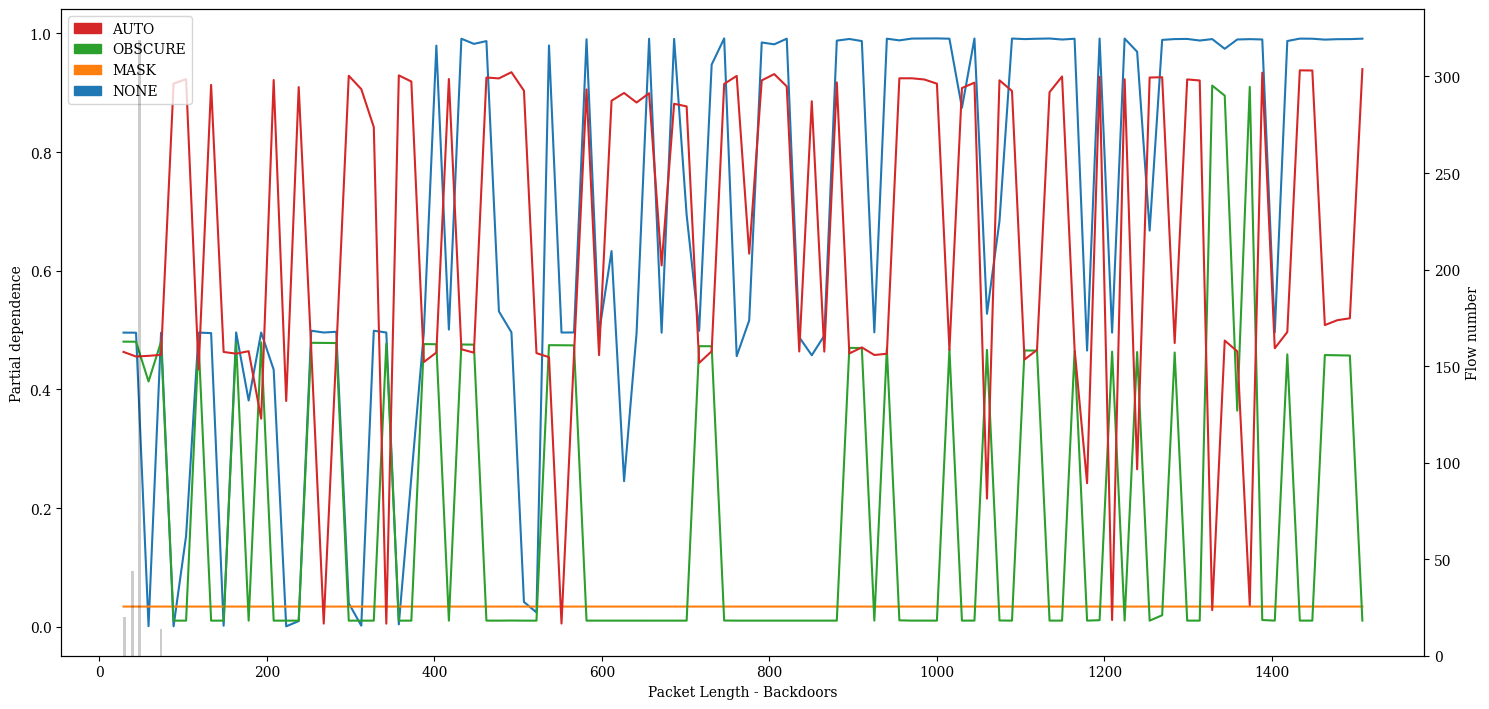 AUTO
OBSCURE
MASK
NONE
1.0
0.8
0.6
0.4
0.2
0.0
Partial dependence
300
250
200
150
100
50
0
Flow number
0 200 400 600 800 1000 1200 1400
Packet Length - Backdoors